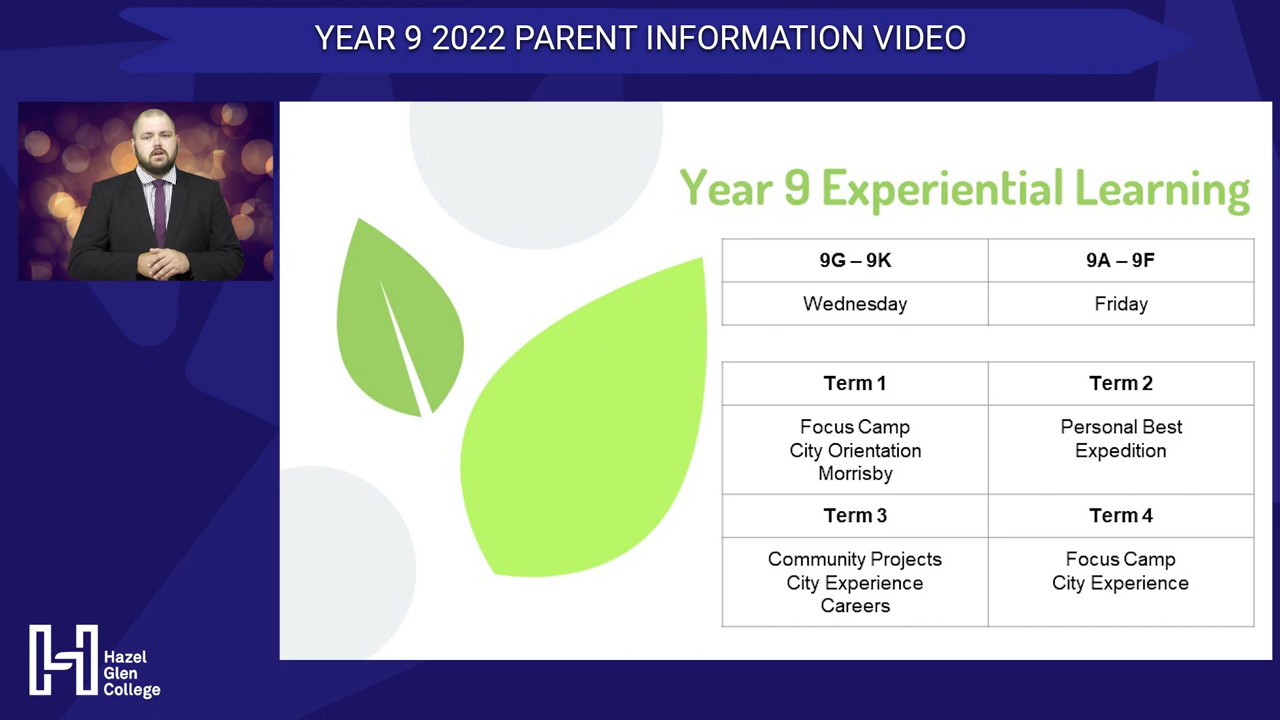 YEAR 9 2022 PARENT INFORMATION VIDEO
Year 9 Experiential Learning
9G – 9K
9A – 9F
Wednesday
Friday
Term 1
Term 2
Focus Camp
City Orientation
Morrisby
Personal Best
Expedition
Term 3
Term 4
Community Projects
City Experience
Careers
Focus Camp
City Experience
Hazel
Glen
College